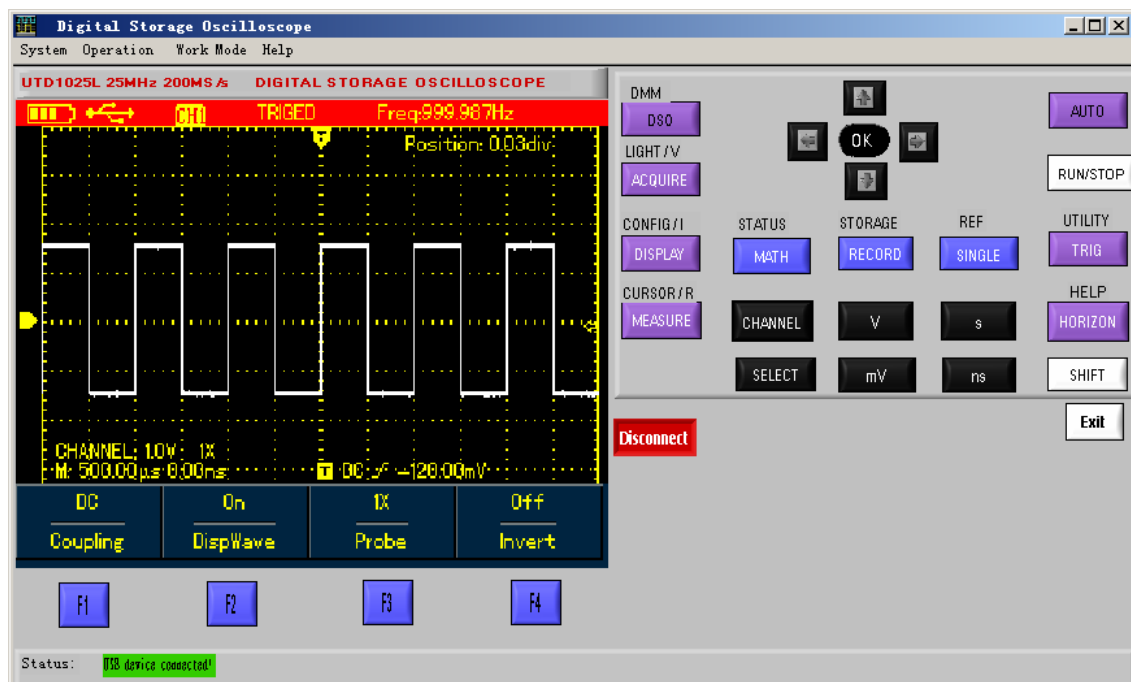 Digital Storage Oscilloscope
System Operation Work Mode Help
UTD1025L 25MHz 200MS/s DIGITAL STORAGE OSCILLOSCOPE
CH1 TRIGED Freq:999.987Hz
T
Position: 0.03div
CHANNEL: 1.0V 1X
M: 500.00µs 8.00ns T DC -128.00mV
DC On 1X Off
Coupling DispWave Probe Invert
F1 F2 F3 F4
DMM
DSO OK AUTO
LIGHT/V
ACQUIRE RUN/STOP
CONFIG/I STATUS STORAGE REF UTILITY
DISPLAY MATH RECORD SINGLE TRIG
CURSOR/R HELP
MEASURE CHANNEL V s HORIZON
SELECT mV ns SHIFT
Disconnect Exit
Status: USB device connected!